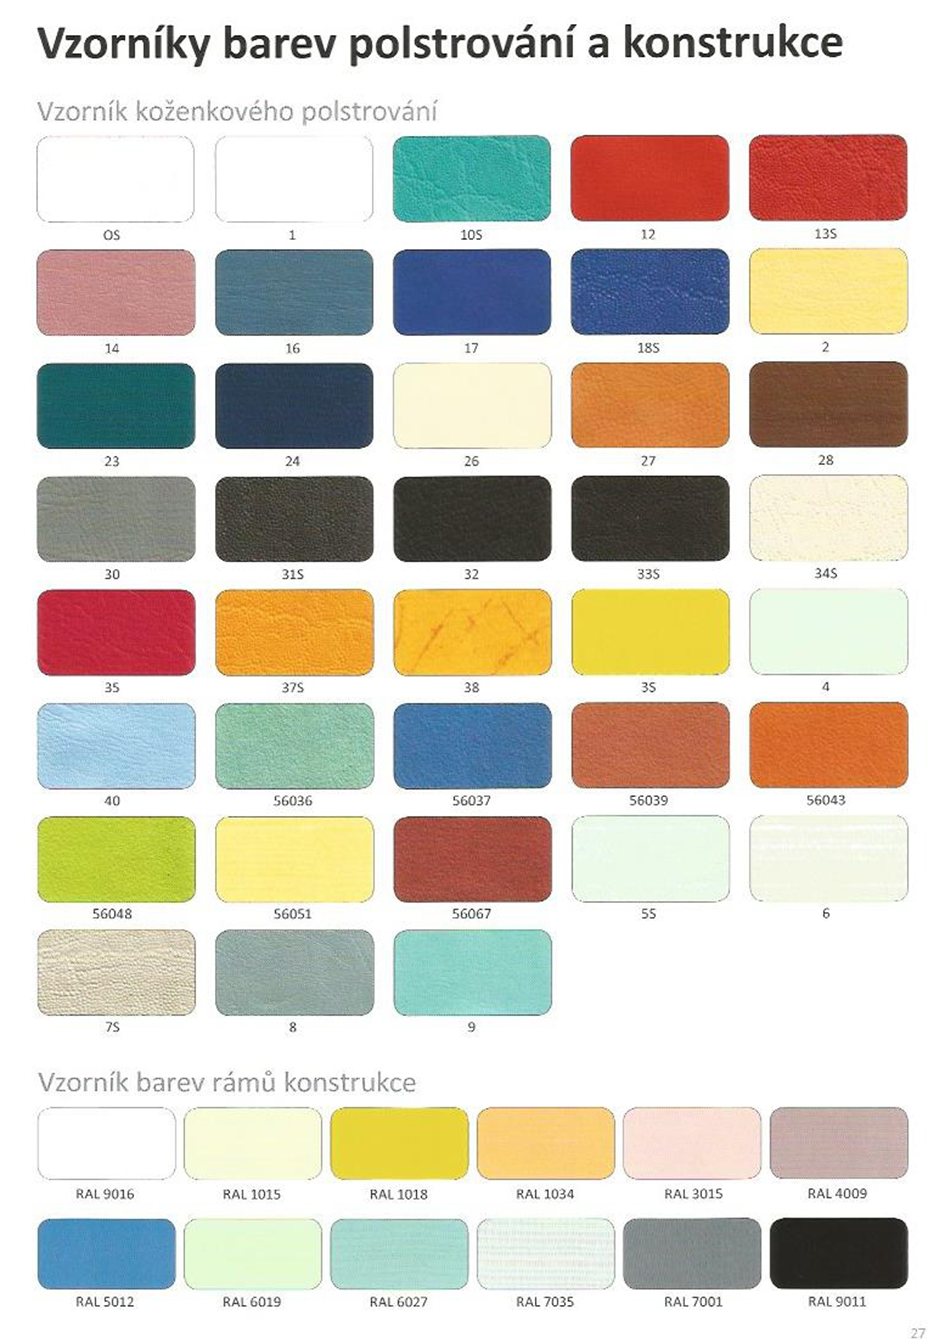 Vzorníky barev polstrování a konstrukce
Vzorník koženkového polstrování
OS 1 10S 12 13S
14 16 17 18S 2
23 24 26 27 28
30 31S 32 33S 34S
35 37S 38 3S 4
40 56036 56037 56039 56043
56048 56051 56067 5S 6
7S 8 9
Vzorník barev rámů konstrukce
RAL 9016 RAL 1015 RAL 1018 RAL 1034 RAL 3015 RAL 4009
RAL 5012 RAL 6019 RAL 6027 RAL 7035 RAL 7001 RAL 9011
27